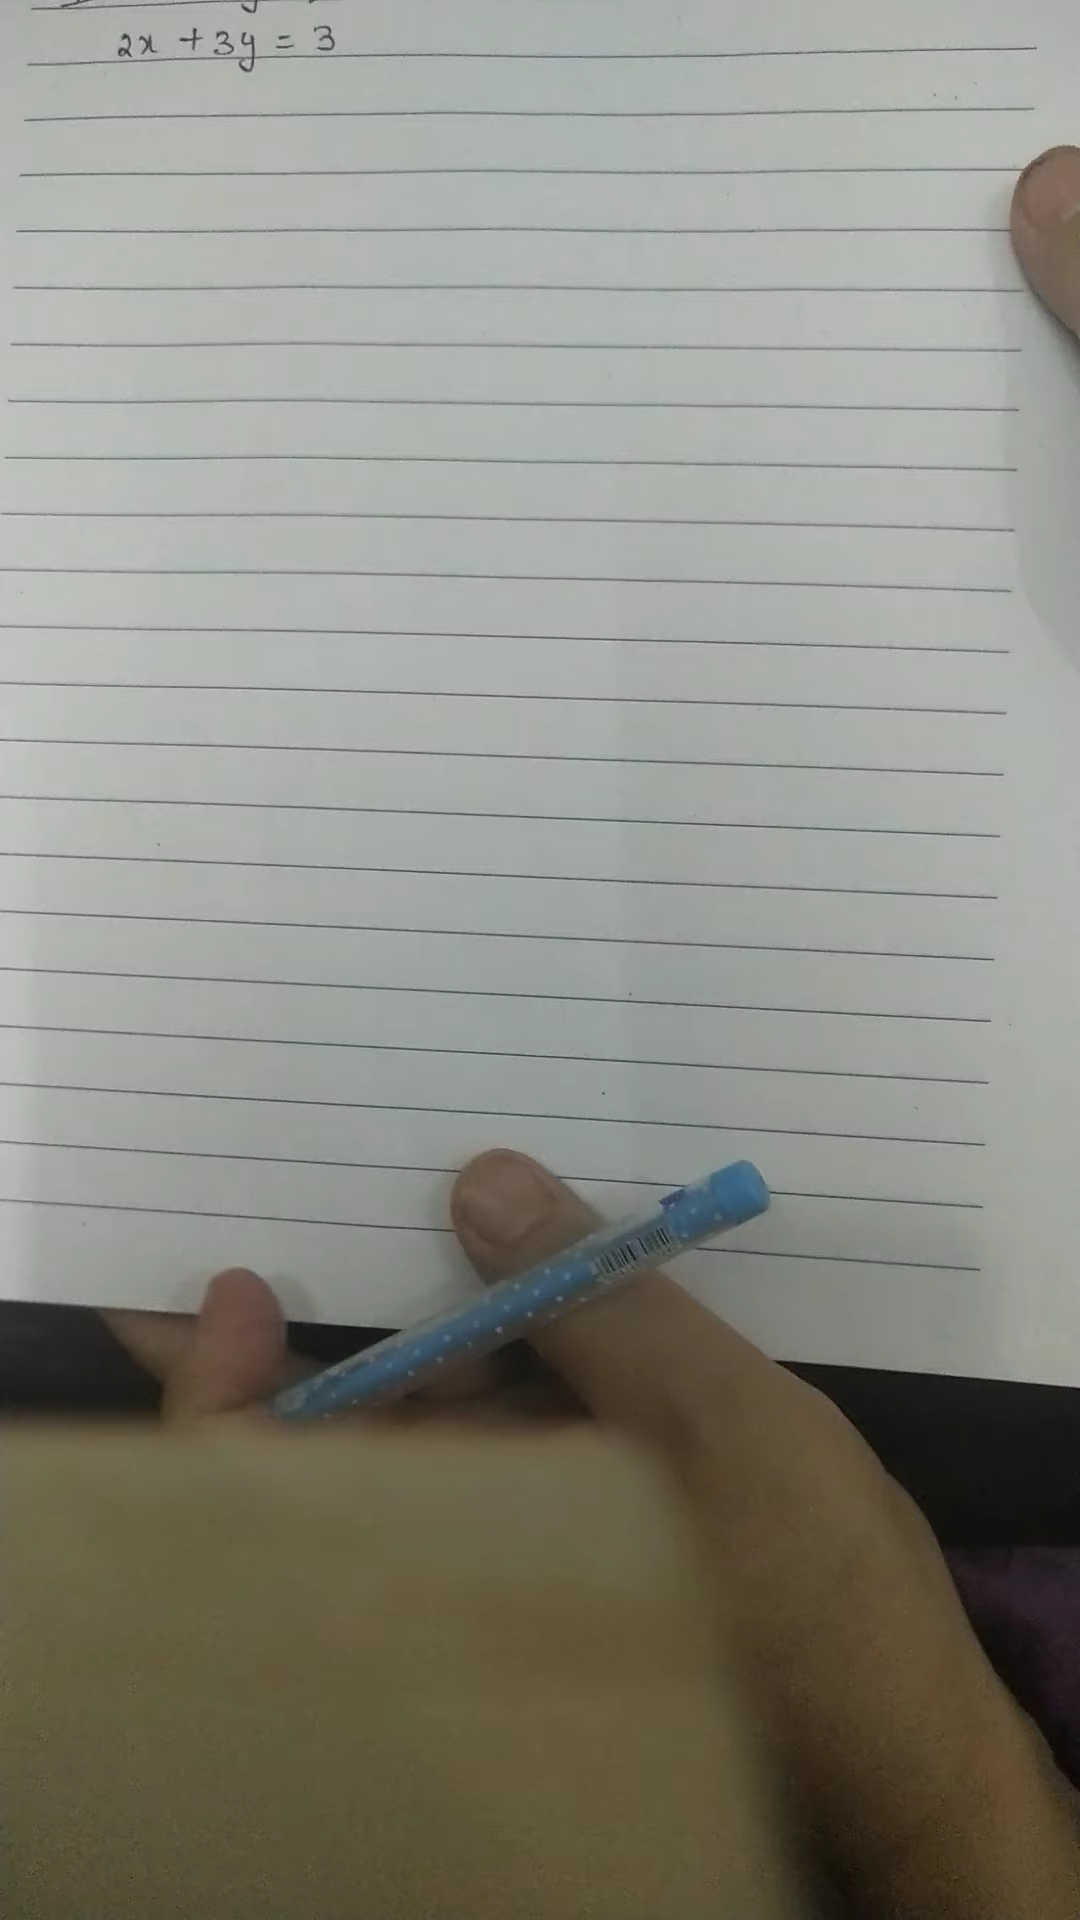 2x + 3y = 3